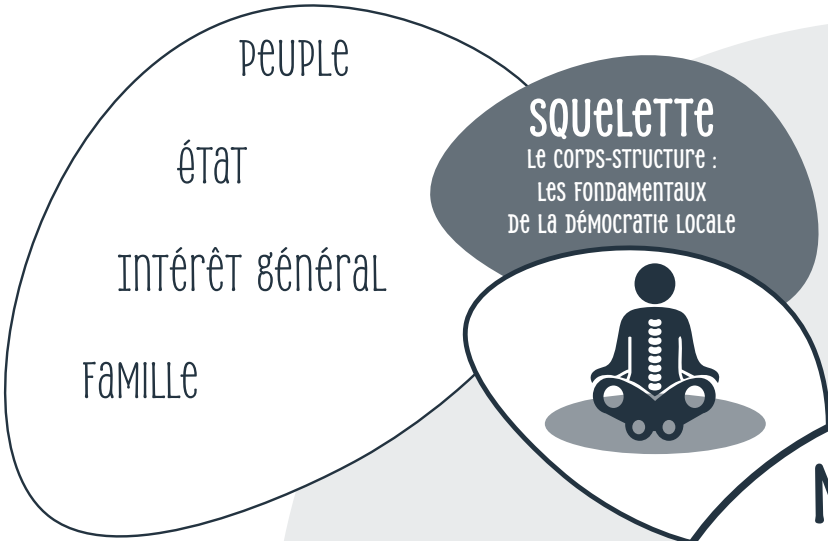 Peuple
État
Intérêt général
Famille
Squelette
Le corps-structure :
Les fondamentaux
de la démocratie locale